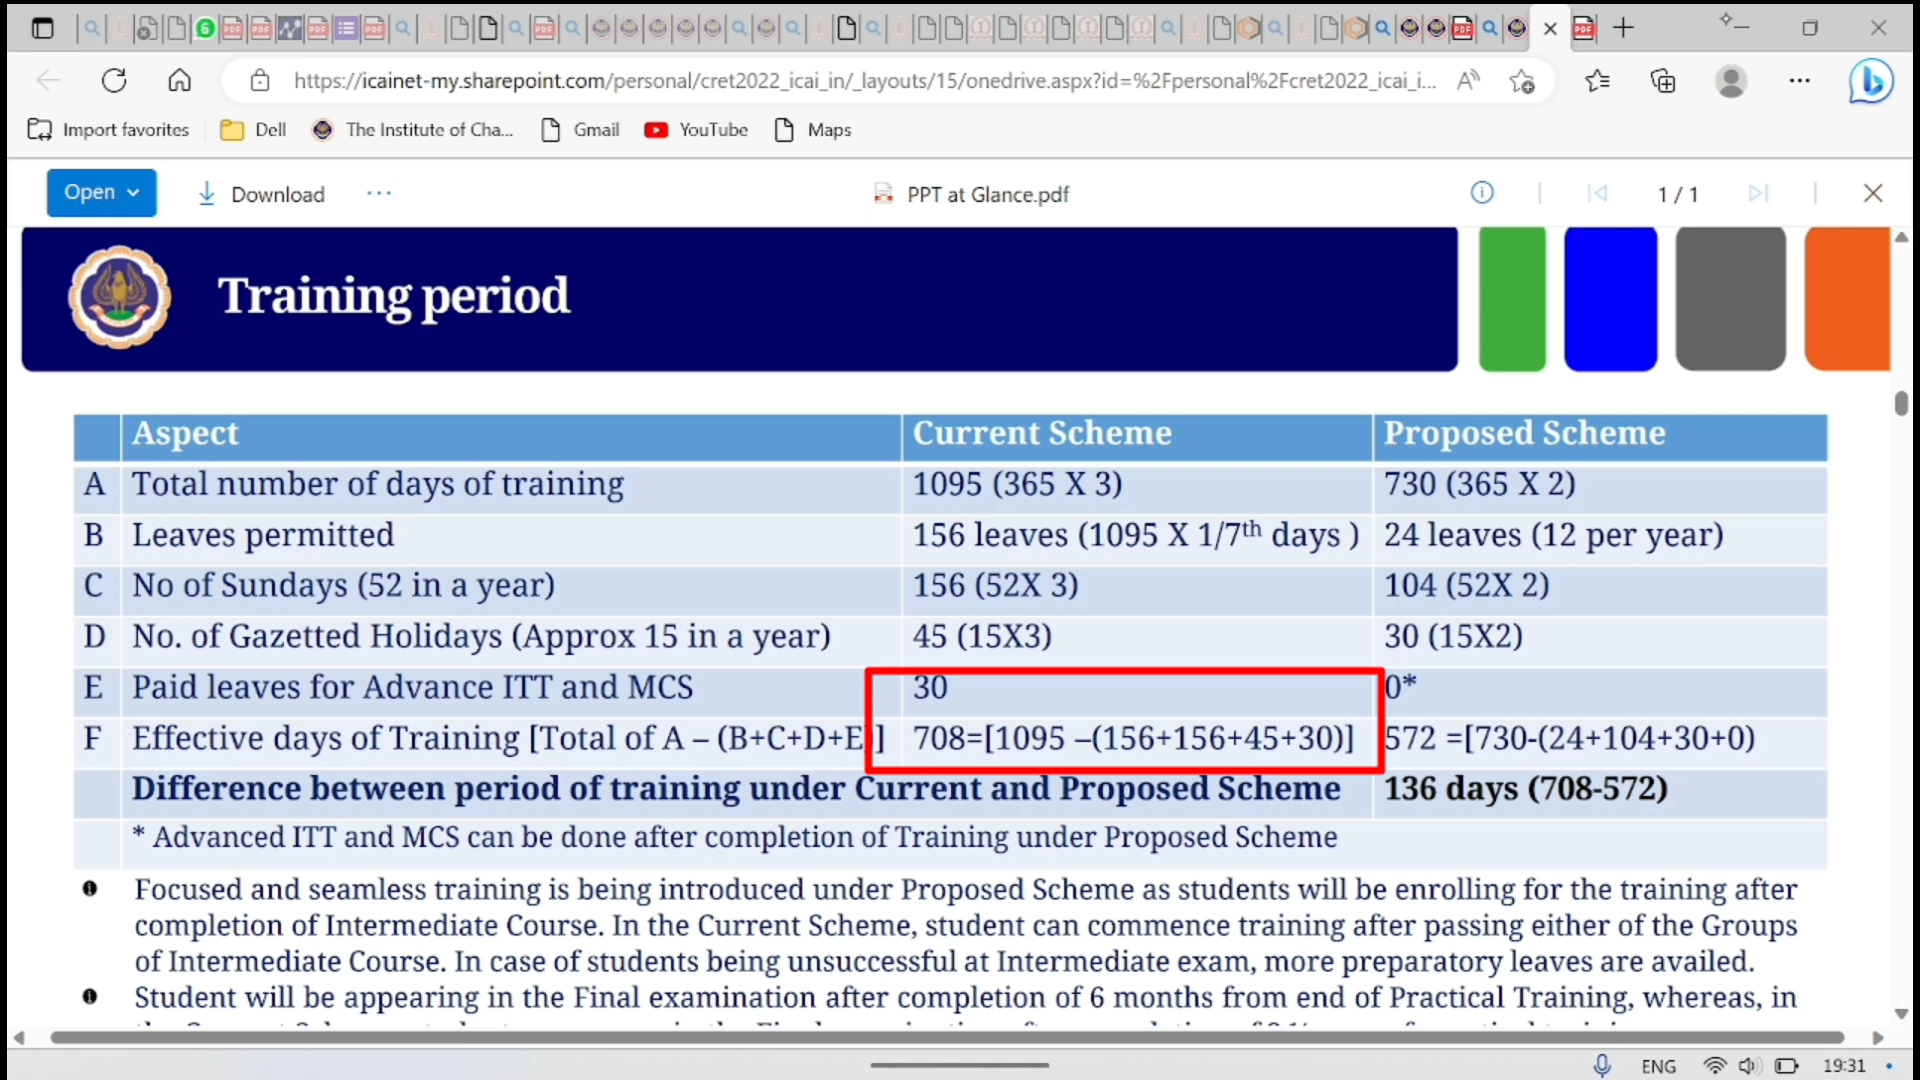 https://icainet-my.sharepoint.com/personal/cret2022_icai_in/_layouts/15/onedrive.aspx?id=%2Fpersonal%2Fcret2022_icai_i...
Import favorites
Dell
The Institute of Cha...
Gmail
YouTube
Maps
Open
Download
PPT at Glance.pdf
1 / 1
Training period
Aspect Current Scheme Proposed Scheme
A Total number of days of training 1095 (365 X 3) 730 (365 X 2)
B Leaves permitted 156 leaves (1095 X 1/7th days ) 24 leaves (12 per year)
C No of Sundays (52 in a year) 156 (52X 3) 104 (52X 2)
D No. of Gazetted Holidays (Approx 15 in a year) 45 (15X3) 30 (15X2)
E Paid leaves for Advance ITT and MCS 30 0*
F Effective days of Training [Total of A – (B+C+D+E)] 708=[1095 –(156+156+45+30)] 572 =[730-(24+104+30+0)
Difference between period of training under Current and Proposed Scheme 136 days (708-572)
* Advanced ITT and MCS can be done after completion of Training under Proposed Scheme
Focused and seamless training is being introduced under Proposed Scheme as students will be enrolling for the training after
completion of Intermediate Course. In the Current Scheme, student can commence training after passing either of the Groups
of Intermediate Course. In case of students being unsuccessful at Intermediate exam, more preparatory leaves are availed.
Student will be appearing in the Final examination after completion of 6 months from end of Practical Training, whereas, in
ENG
19:31